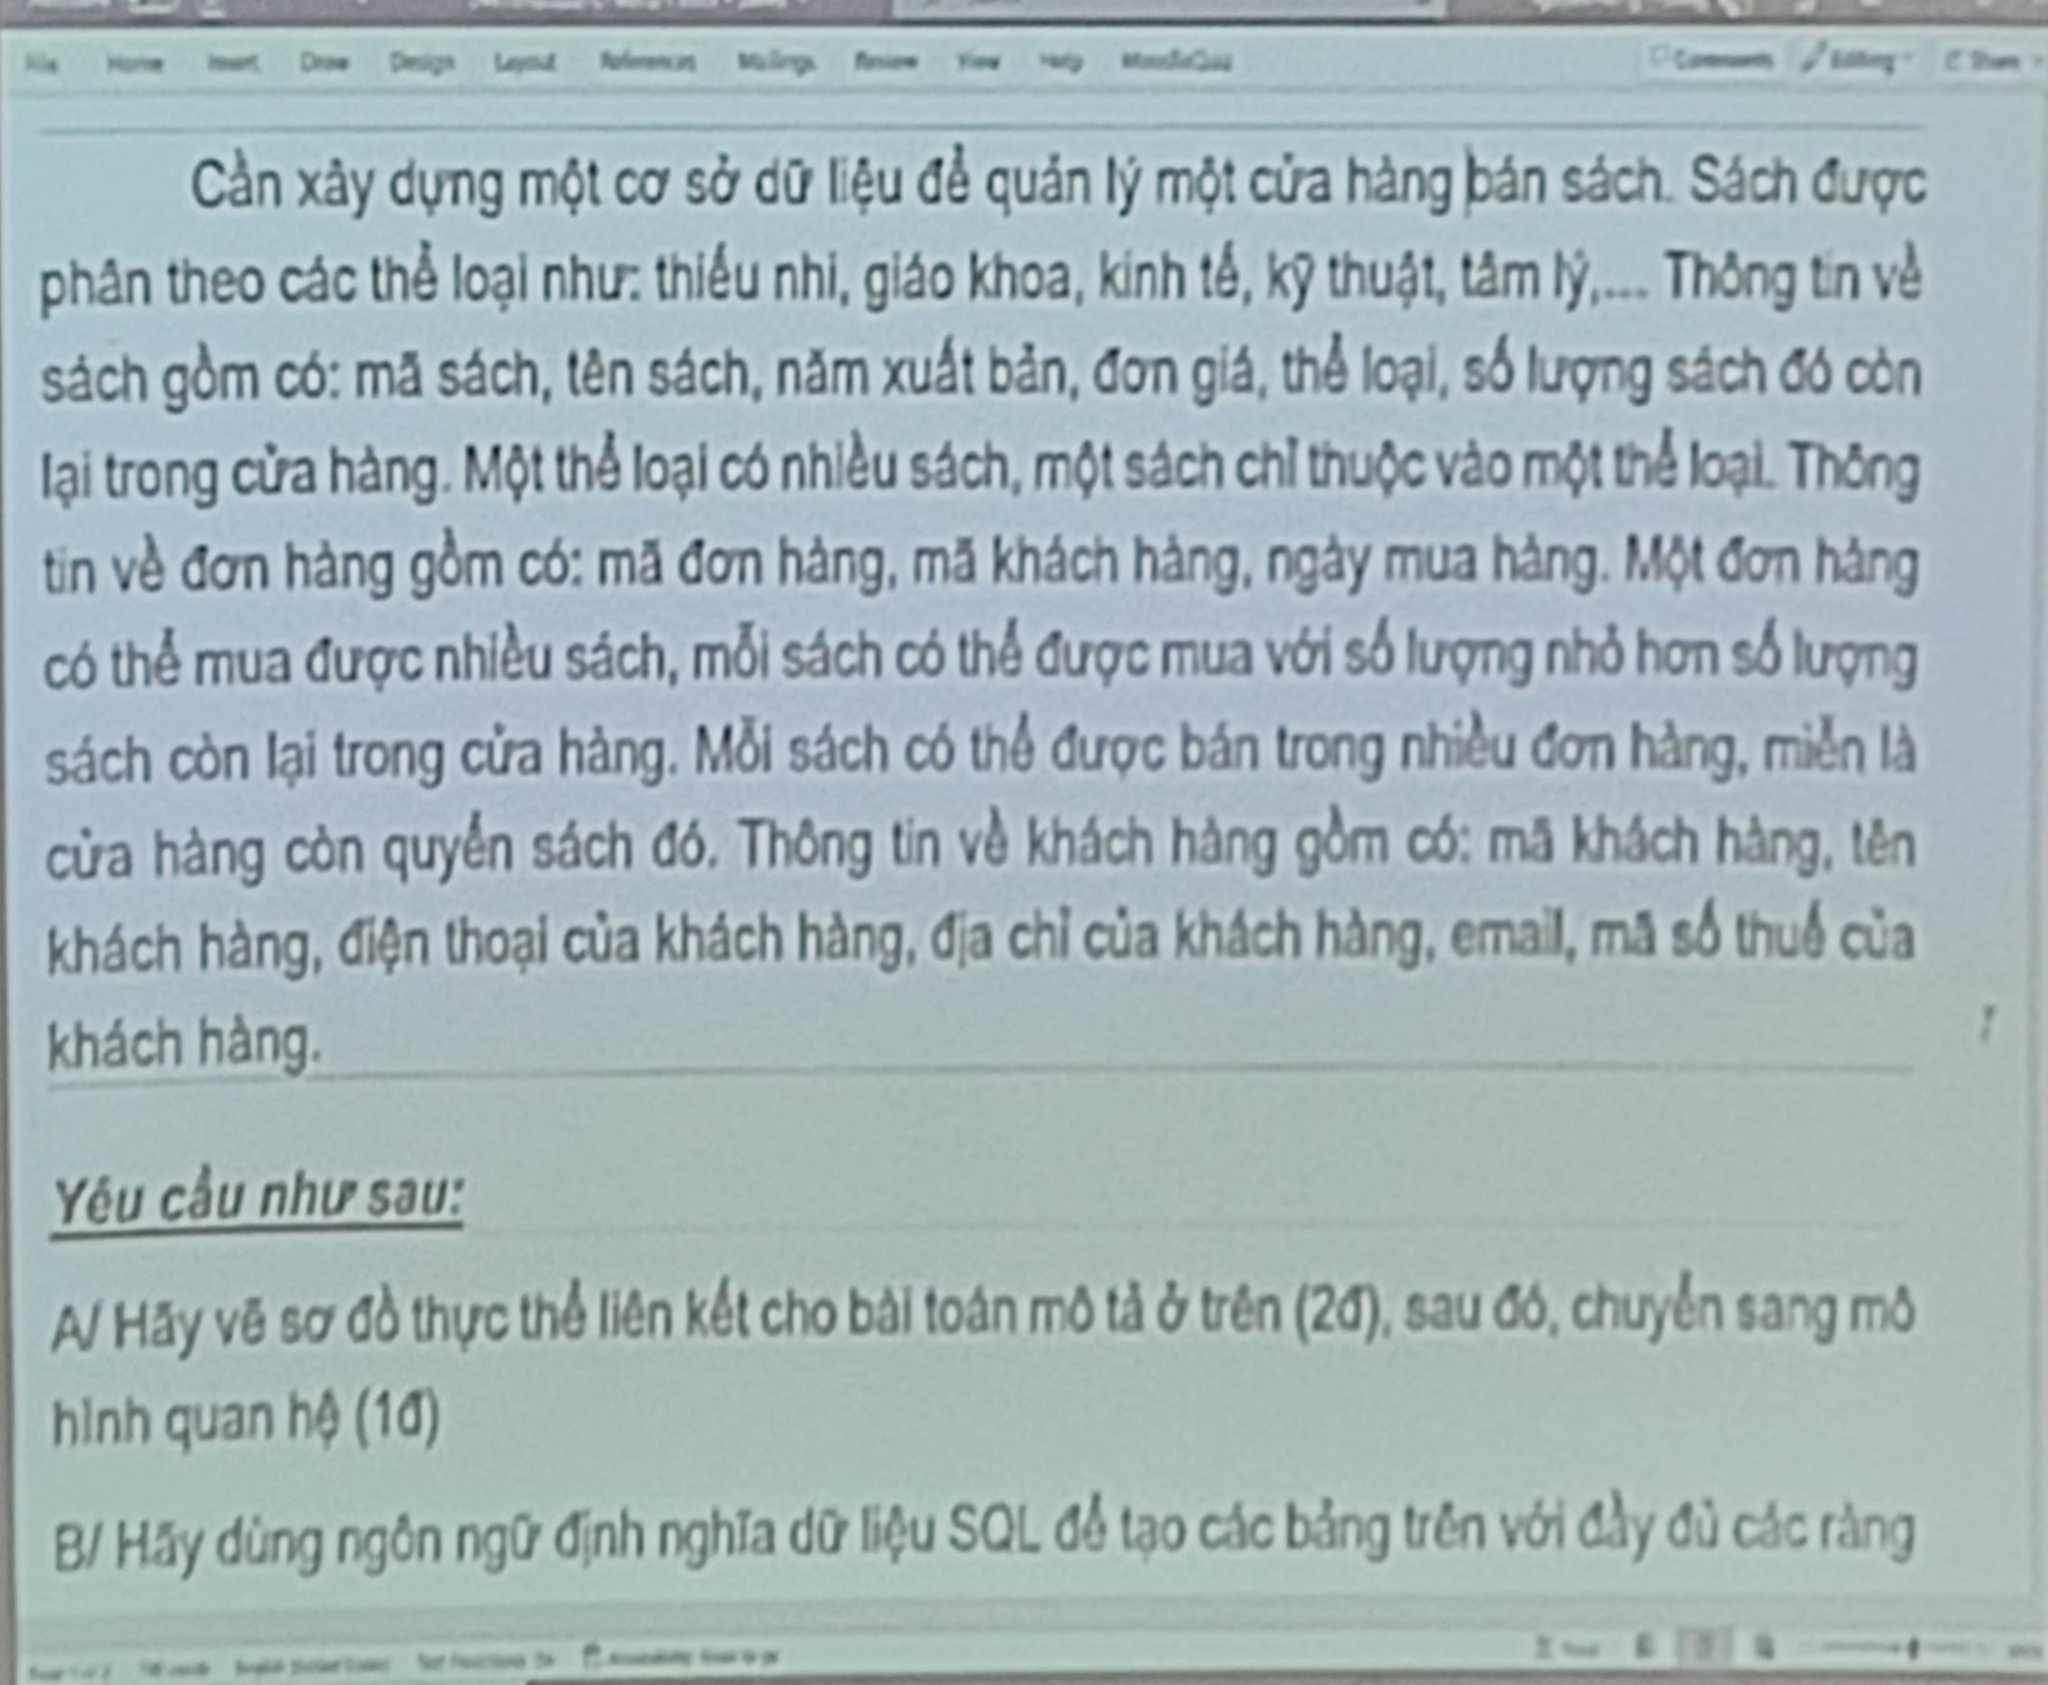 File Home Insert Draw Design Layout References Mailings Review View Help Comments Editing Share
Cần xây dựng một cơ sở dữ liệu để quản lý một cửa hàng bán sách. Sách được
phân theo các thể loại như: thiếu nhi, giáo khoa, kinh tế, kỹ thuật, tâm lý,... Thông tin về
sách gồm có: mã sách, tên sách, năm xuất bản, đơn giá, thể loại, số lượng sách đó còn
lại trong cửa hàng. Một thể loại có nhiều sách, một sách chỉ thuộc vào một thể loại. Thông
tin về đơn hàng gồm có: mã đơn hàng, mã khách hàng, ngày mua hàng. Một đơn hàng
có thể mua được nhiều sách, mỗi sách có thể được mua với số lượng nhỏ hơn số lượng
sách còn lại trong cửa hàng. Mỗi sách có thể được bán trong nhiều đơn hàng, miễn là
cửa hàng còn quyển sách đó. Thông tin về khách hàng gồm có: mã khách hàng, tên
khách hàng, điện thoại của khách hàng, địa chỉ của khách hàng, email, mã số thuế của
khách hàng.
Yêu cầu như sau:
A/ Hãy vẽ sơ đồ thực thể liên kết cho bài toán mô tả ở trên (2đ), sau đó, chuyển sang mô
hình quan hệ (1đ)
B/ Hãy dùng ngôn ngữ định nghĩa dữ liệu SQL để tạo các bảng trên với đầy đủ các ràng